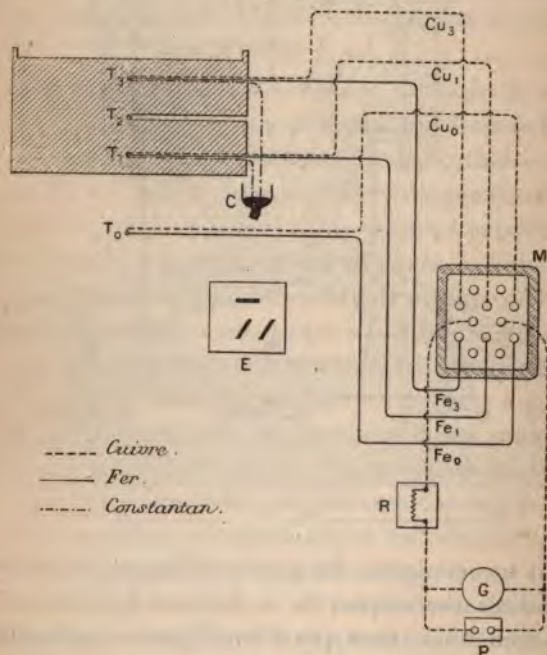 Cu3
Cu1
Cu0
T3
T2
T1
C
T0
M
E
Fe3
Fe1
Fe0
Cuivre.
Fer.
Constantan.
R
G
P